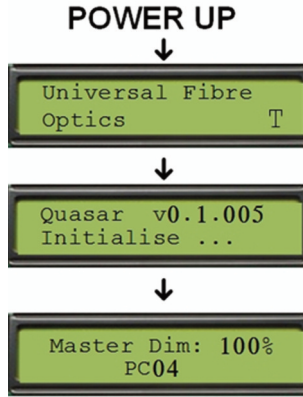 POWER UP
Universal Fibre
Optics T
Quasar v0.1.005
Initialise ...
Master Dim: 100%
PC04